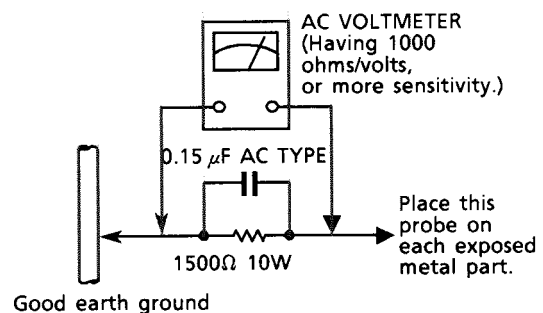 AC VOLTMETER
(Having 1000
ohms/volts,
or more sensitivity.)
0.15 μF AC TYPE
1500Ω 10W
Place this
probe on
each exposed
metal part.
Good earth ground